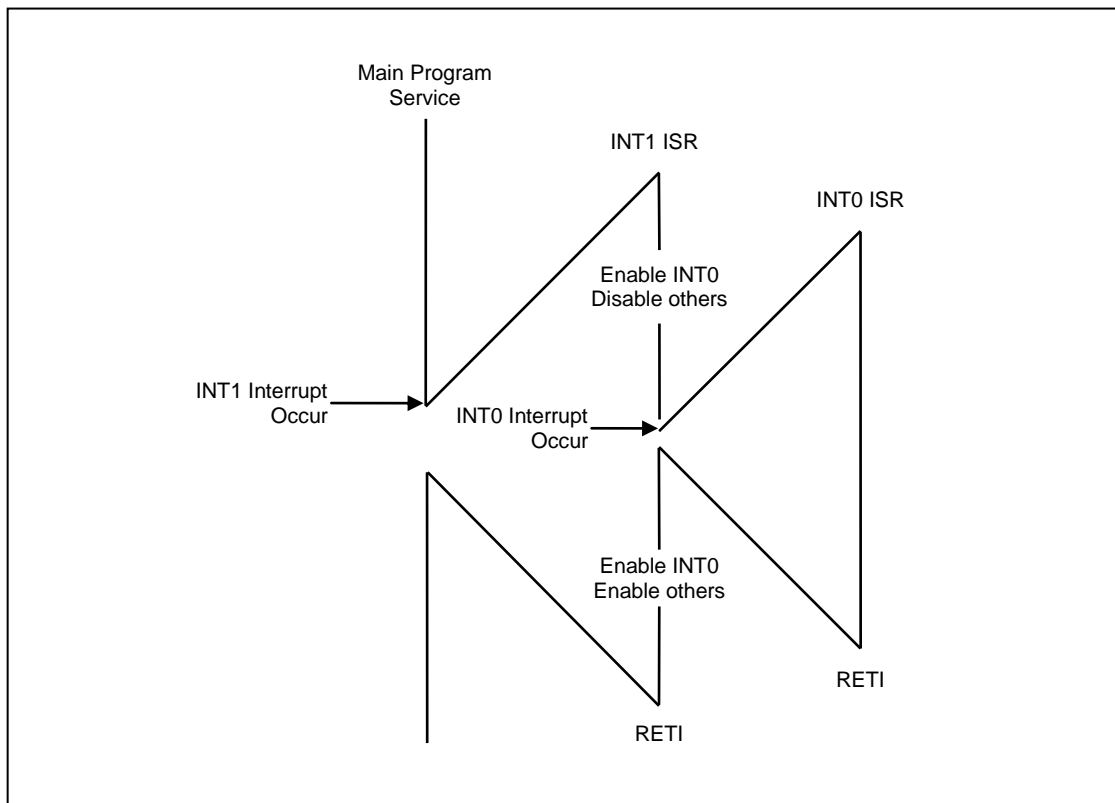 Main Program
Service
INT1 ISR
INT0 ISR
Enable INT0
Disable others
INT1 Interrupt
Occur
INT0 Interrupt
Occur
Enable INT0
Enable others
RETI
RETI